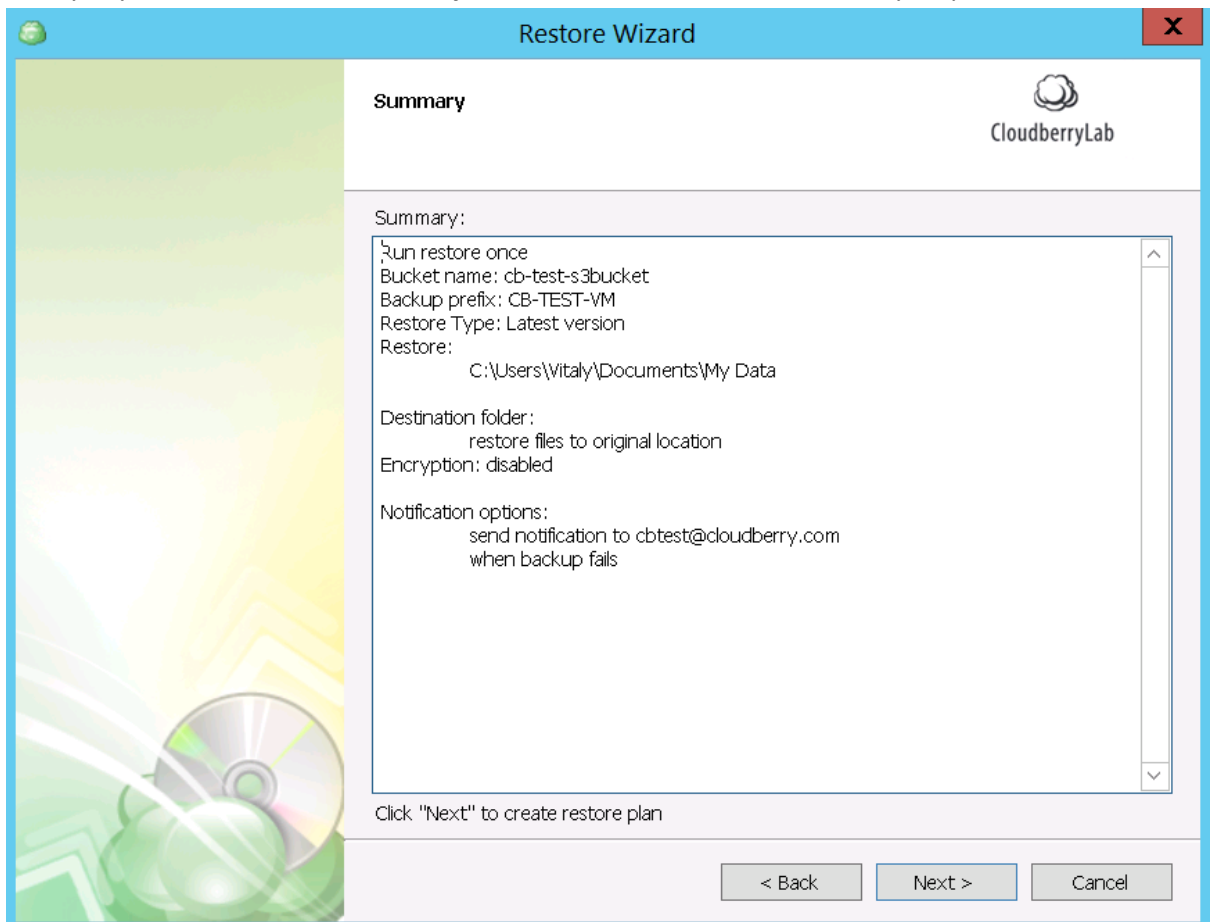 Restore Wizard
X
Summary
CloudberryLab
Summary:
Run restore once
Bucket name: cb-test-s3bucket
Backup prefix: CB-TEST-VM
Restore Type: Latest version
Restore:
C:\Users\Vitaly\Documents\My Data
Destination folder:
restore files to original location
Encryption: disabled
Notification options:
send notification to cbtest@cloudberry.com
when backup fails
Click "Next" to create restore plan
< Back
Next >
Cancel